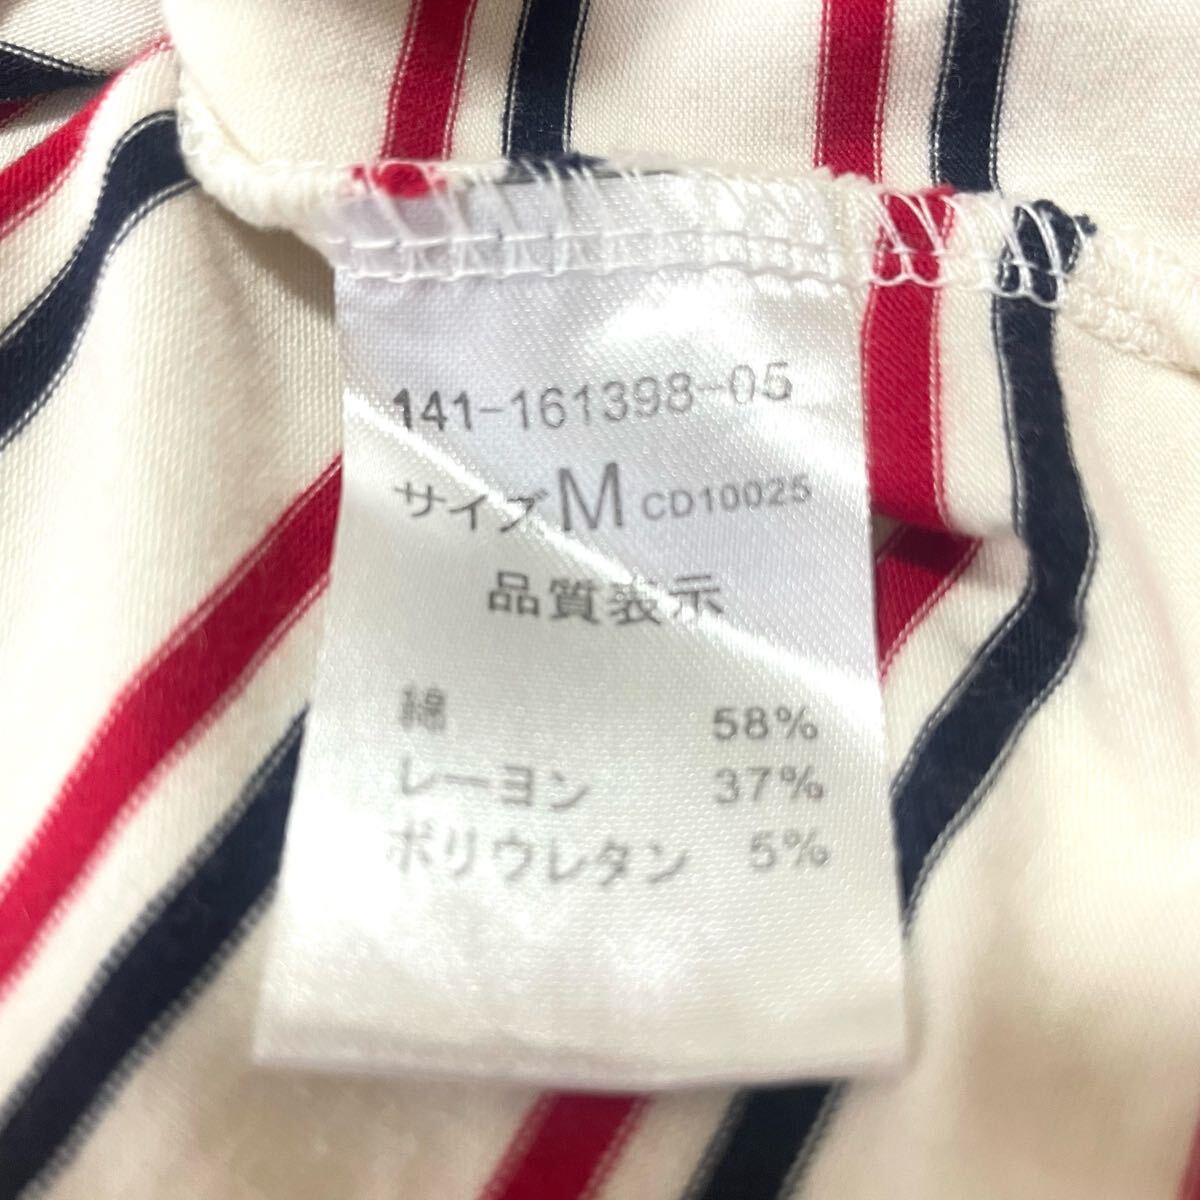 141-161398-05
サイズ M CD10025
品質表示
綿 58%
レーヨン 37%
ポリウレタン 5%